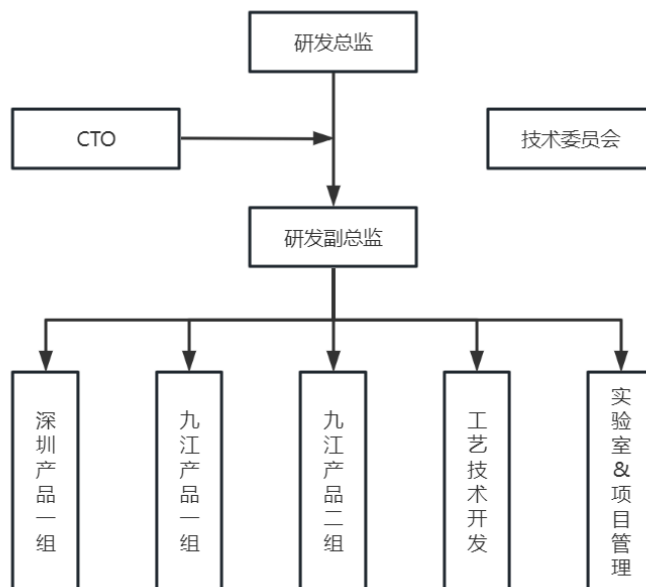 研发总监
CTO
技术委员会
研发副总监
深圳产品一组
九江产品一组
九江产品二组
工艺技术开发
实验室&项目管理